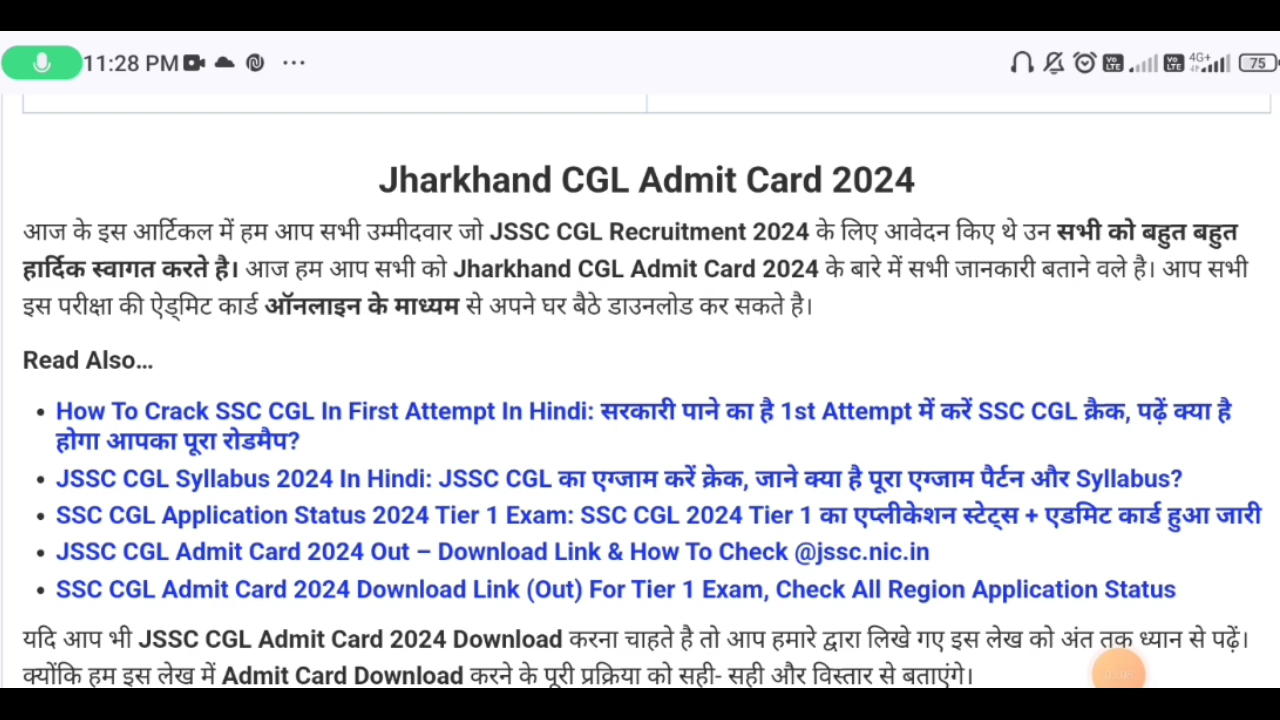 11:28 PM
4G+
75
Jharkhand CGL Admit Card 2024
आज के इस आर्टिकल में हम आप सभी उम्मीदवार जो JSSC CGL Recruitment 2024 के लिए आवेदन किए थे उन सभी को बहुत बहुत
हार्दिक स्वागत करते है। आज हम आप सभी को Jharkhand CGL Admit Card 2024 के बारे में सभी जानकारी बताने वले है। आप सभी
इस परीक्षा की ऐड्मिट कार्ड ऑनलाइन के माध्यम से अपने घर बैठे डाउनलोड कर सकते है।
Read Also...
• How To Crack SSC CGL In First Attempt In Hindi: सरकारी पाने का है 1st Attempt में करें SSC CGL क्रैक, पढ़ें क्या है
होगा आपका पूरा रोडमैप?
• JSSC CGL Syllabus 2024 In Hindi: JSSC CGL का एग्जाम करें क्रेक, जाने क्या है पूरा एग्जाम पैर्टन और Syllabus?
• SSC CGL Application Status 2024 Tier 1 Exam: SSC CGL 2024 Tier 1 का एप्लीकेशन स्टेट्स + एडमिट कार्ड हुआ जारी
• JSSC CGL Admit Card 2024 Out – Download Link & How To Check @jssc.nic.in
• SSC CGL Admit Card 2024 Download Link (Out) For Tier 1 Exam, Check All Region Application Status
यदि आप भी JSSC CGL Admit Card 2024 Download करना चाहते है तो आप हमारे द्वारा लिखे गए इस लेख को अंत तक ध्यान से पढ़ें।
क्योंकि हम इस लेख में Admit Card Download करने के पूरी प्रक्रिया को सही- सही और विस्तार से बताएंगे।